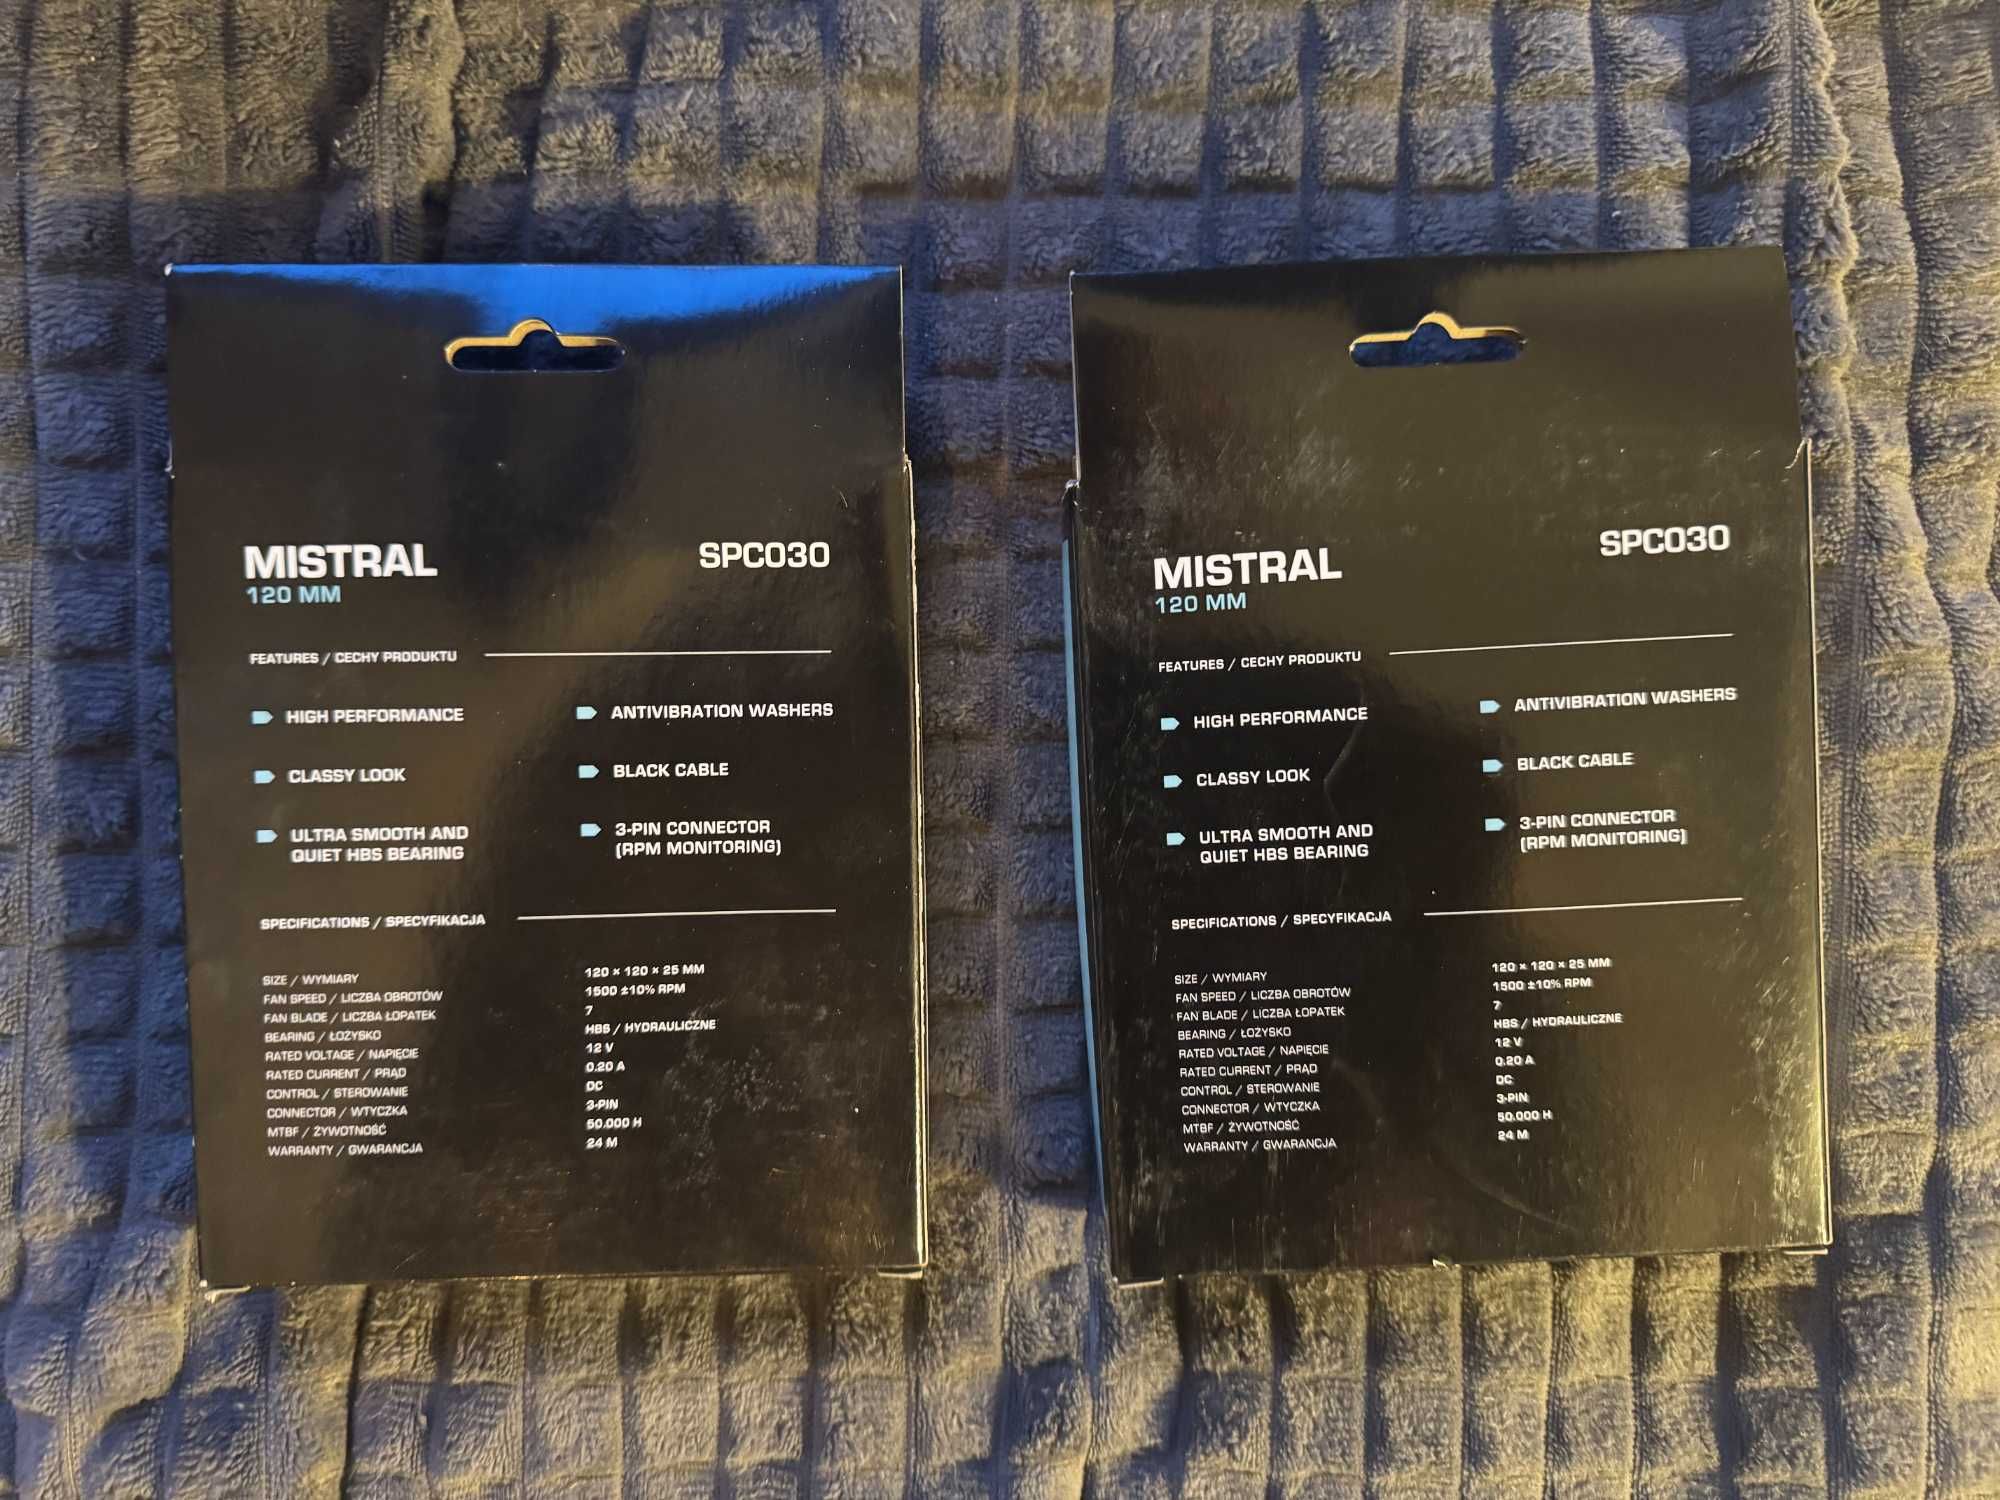 MISTRAL
120 MM
SPC030
FEATURES / CECHY PRODUKTU
HIGH PERFORMANCE
CLASSY LOOK
ULTRA SMOOTH AND
QUIET HBS BEARING
ANTIVIBRATION WASHERS
BLACK CABLE
3-PIN CONNECTOR
(RPM MONITORING)
SPECIFICATIONS / SPECYFIKACJA
SIZE / WYMIARY 120 × 120 × 25 MM
FAN SPEED / LICZBA OBROTÓW 1500 ±10% RPM
FAN BLADE / LICZBA ŁOPATEK 7
BEARING / ŁOŻYSKO HBS / HYDRAULICZNE
RATED VOLTAGE / NAPIĘCIE 12 V
RATED CURRENT / PRĄD 0.20 A
CONTROL / STEROWANIE DC
CONNECTOR / WTYCZKA 3-PIN
MTBF / ŻYWOTNOŚĆ 50.000 H
WARRANTY / GWARANCJA 24 M
MISTRAL
120 MM
SPC030
FEATURES / CECHY PRODUKTU
HIGH PERFORMANCE
CLASSY LOOK
ULTRA SMOOTH AND
QUIET HBS BEARING
ANTIVIBRATION WASHERS
BLACK CABLE
3-PIN CONNECTOR
(RPM MONITORING)
SPECIFICATIONS / SPECYFIKACJA
SIZE / WYMIARY 120 × 120 × 25 MM
FAN SPEED / LICZBA OBROTÓW 1500 ±10% RPM
FAN BLADE / LICZBA ŁOPATEK 7
BEARING / ŁOŻYSKO HBS / HYDRAULICZNE
RATED VOLTAGE / NAPIĘCIE 12 V
RATED CURRENT / PRĄD 0.20 A
CONTROL / STEROWANIE DC
CONNECTOR / WTYCZKA 3-PIN
MTBF / ŻYWOTNOŚĆ 50.000 H
WARRANTY / GWARANCJA 24 M